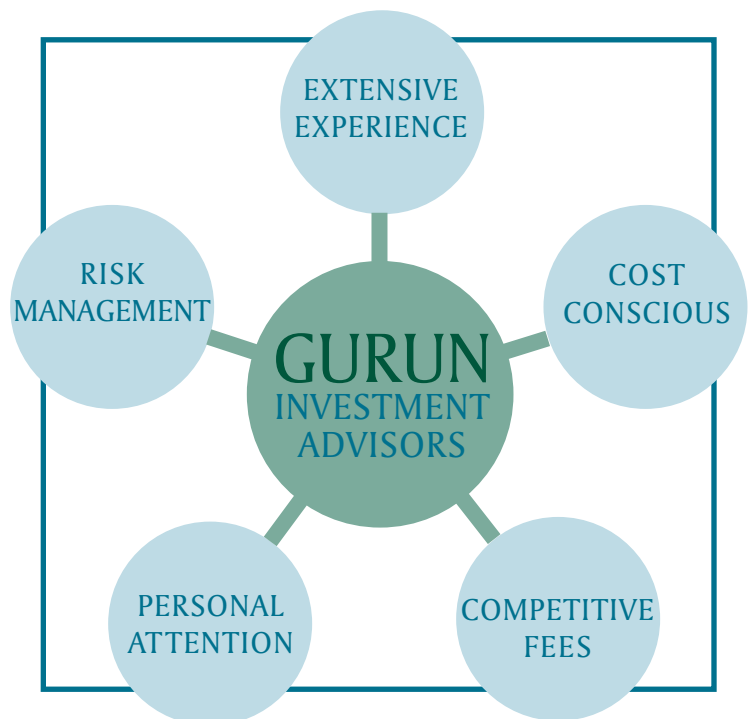 EXTENSIVE
EXPERIENCE
RISK
MANAGEMENT
COST
CONSCIOUS
GURUN
INVESTMENT
ADVISORS
PERSONAL
ATTENTION
COMPETITIVE
FEES